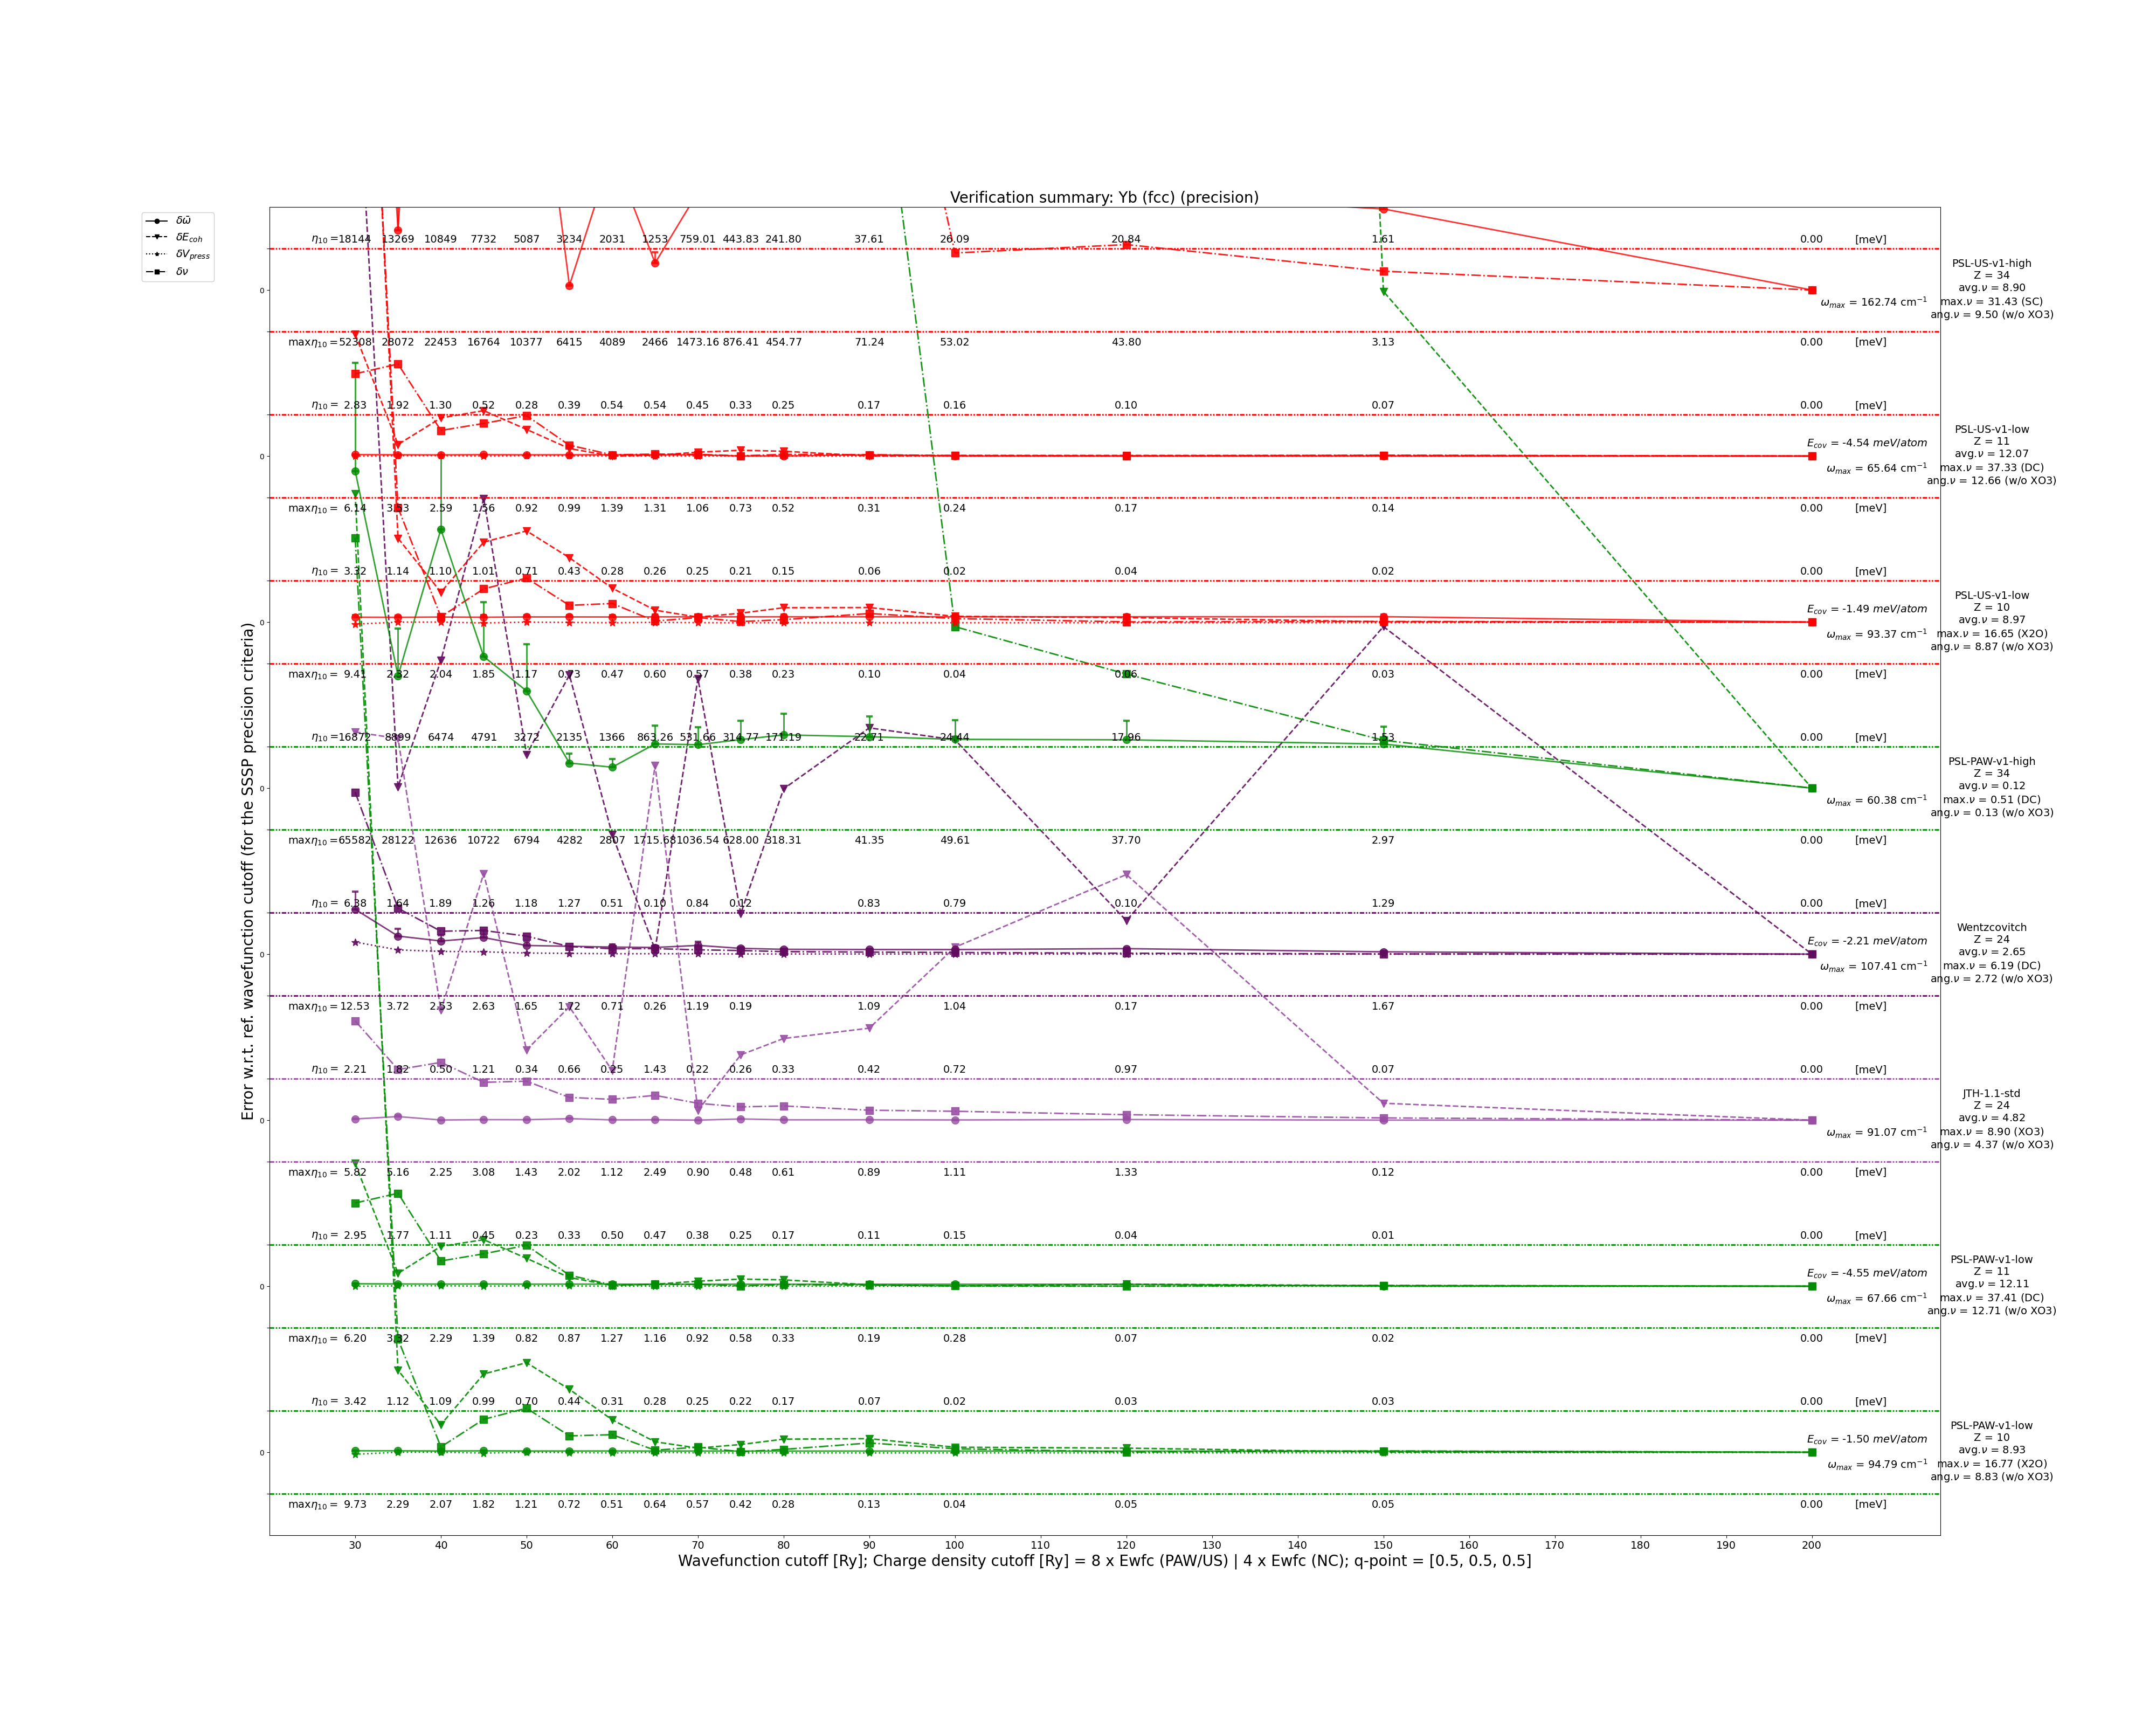 Verification summary: Yb (fcc) (precision)
δω̄
δE_coh
δV_press
δν
Error w.r.t. ref. wavefunction cutoff (for the SSSP precision criteria)
η₁₀ = 18144 13269 10849 7732 5087 3234 2031 1253 759.01 443.83 241.80 37.61 26.09 20.84 1.61 0.00 [meV]
0
PSL-US-v1-high
Z = 34
avg.ν = 8.90
ω_max = 162.74 cm⁻¹ max.ν = 31.43 (SC)
ang.ν = 9.50 (w/o XO3)
maxη₁₀ = 52308 28072 22453 16764 10377 6415 4089 2466 1473.16 876.41 454.77 71.24 53.02 43.80 3.13 0.00 [meV]
η₁₀ = 2.83 1.92 1.30 0.52 0.28 0.39 0.54 0.54 0.45 0.33 0.25 0.17 0.16 0.10 0.07 0.00 [meV]
0
PSL-US-v1-low
E_cov = -4.54 meV/atom Z = 11
avg.ν = 12.07
ω_max = 65.64 cm⁻¹ max.ν = 37.33 (DC)
ang.ν = 12.66 (w/o XO3)
maxη₁₀ = 6.14 3.53 2.59 1.56 0.92 0.99 1.39 1.31 1.06 0.73 0.52 0.31 0.24 0.17 0.14 0.00 [meV]
η₁₀ = 3.32 1.14 1.10 1.01 0.71 0.43 0.28 0.26 0.25 0.21 0.15 0.06 0.02 0.04 0.02 0.00 [meV]
0
PSL-US-v1-low
E_cov = -1.49 meV/atom Z = 10
avg.ν = 8.97
ω_max = 93.37 cm⁻¹ max.ν = 16.65 (X2O)
ang.ν = 8.87 (w/o XO3)
maxη₁₀ = 9.41 2.32 2.04 1.85 1.17 0.73 0.47 0.60 0.57 0.38 0.23 0.10 0.04 0.06 0.03 0.00 [meV]
η₁₀ = 16872 8899 6474 4791 3272 2135 1366 863.26 531.66 314.77 171.19 22.71 24.44 17.96 1.53 0.00 [meV]
0
PSL-PAW-v1-high
Z = 34
avg.ν = 0.12
ω_max = 60.38 cm⁻¹ max.ν = 0.51 (DC)
ang.ν = 0.13 (w/o XO3)
maxη₁₀ = 65582 28122 12636 10722 6794 4282 2807 1715.68 1036.54 628.00 318.31 41.35 49.61 37.70 2.97 0.00 [meV]
η₁₀ = 6.38 1.64 1.89 1.26 1.18 1.27 0.51 0.10 0.84 0.12 0.83 0.79 0.10 1.29 0.00 [meV]
0
Wentzcovitch
E_cov = -2.21 meV/atom Z = 24
avg.ν = 2.65
ω_max = 107.41 cm⁻¹ max.ν = 6.19 (DC)
ang.ν = 2.72 (w/o XO3)
maxη₁₀ = 12.53 3.72 2.53 2.63 1.65 1.72 0.71 0.26 1.19 0.19 1.09 1.04 0.17 1.67 0.00 [meV]
η₁₀ = 2.21 1.82 0.50 1.21 0.34 0.66 0.25 1.43 0.22 0.26 0.33 0.42 0.72 0.97 0.07 0.00 [meV]
0
JTH-1.1-std
Z = 24
avg.ν = 4.82
ω_max = 91.07 cm⁻¹ max.ν = 8.90 (XO3)
ang.ν = 4.37 (w/o XO3)
maxη₁₀ = 5.82 5.16 2.25 3.08 1.43 2.02 1.12 2.49 0.90 0.48 0.61 0.89 1.11 1.33 0.12 0.00 [meV]
η₁₀ = 2.95 1.77 1.11 0.45 0.23 0.33 0.50 0.47 0.38 0.25 0.17 0.11 0.15 0.04 0.01 0.00 [meV]
0
PSL-PAW-v1-low
E_cov = -4.55 meV/atom Z = 11
avg.ν = 12.11
ω_max = 67.66 cm⁻¹ max.ν = 37.41 (DC)
ang.ν = 12.71 (w/o XO3)
maxη₁₀ = 6.20 3.32 2.29 1.39 0.82 0.87 1.27 1.16 0.92 0.58 0.33 0.19 0.28 0.07 0.02 0.00 [meV]
η₁₀ = 3.42 1.12 1.09 0.99 0.70 0.44 0.31 0.28 0.25 0.22 0.17 0.07 0.02 0.03 0.03 0.00 [meV]
0
PSL-PAW-v1-low
E_cov = -1.50 meV/atom Z = 10
avg.ν = 8.93
ω_max = 94.79 cm⁻¹ max.ν = 16.77 (X2O)
ang.ν = 8.83 (w/o XO3)
maxη₁₀ = 9.73 2.29 2.07 1.82 1.21 0.72 0.51 0.64 0.57 0.42 0.28 0.13 0.04 0.05 0.05 0.00 [meV]
30 40 50 60 70 80 90 100 110 120 130 140 150 160 170 180 190 200
Wavefunction cutoff [Ry]; Charge density cutoff [Ry] = 8 x Ewfc (PAW/US) | 4 x Ewfc (NC); q-point = [0.5, 0.5, 0.5]